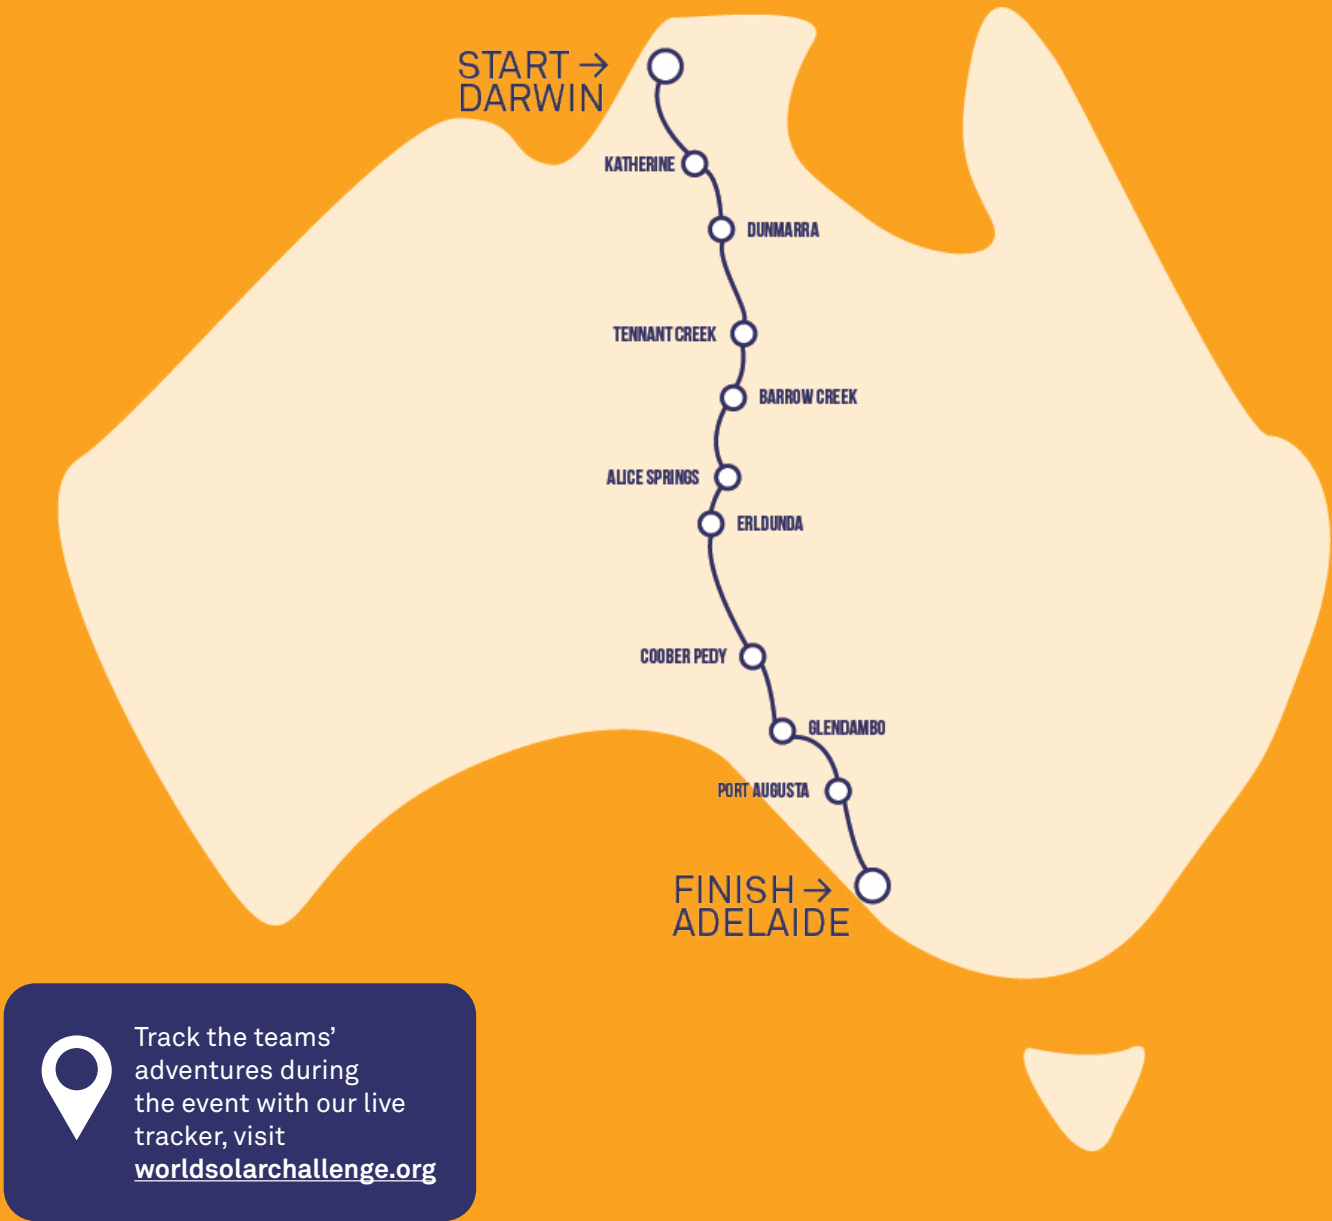 START →
DARWIN
KATHERINE
DUNMARRA
TENNANT CREEK
BARROW CREEK
ALICE SPRINGS
ERLDUNDA
COOBER PEDY
GLENDAMBO
PORT AUGUSTA
FINISH →
ADELAIDE
Track the teams’
adventures during
the event with our live
tracker, visit
worldsolarchallenge.org